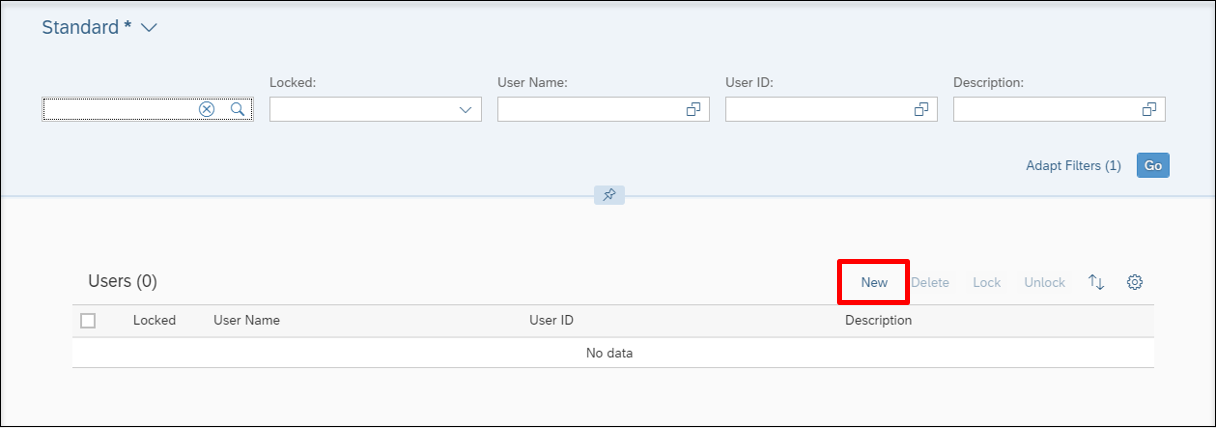 Standard *
Locked: User Name: User ID: Description:
Adapt Filters (1) Go
Users (0) New Delete Lock Unlock
Locked User Name User ID Description
No data